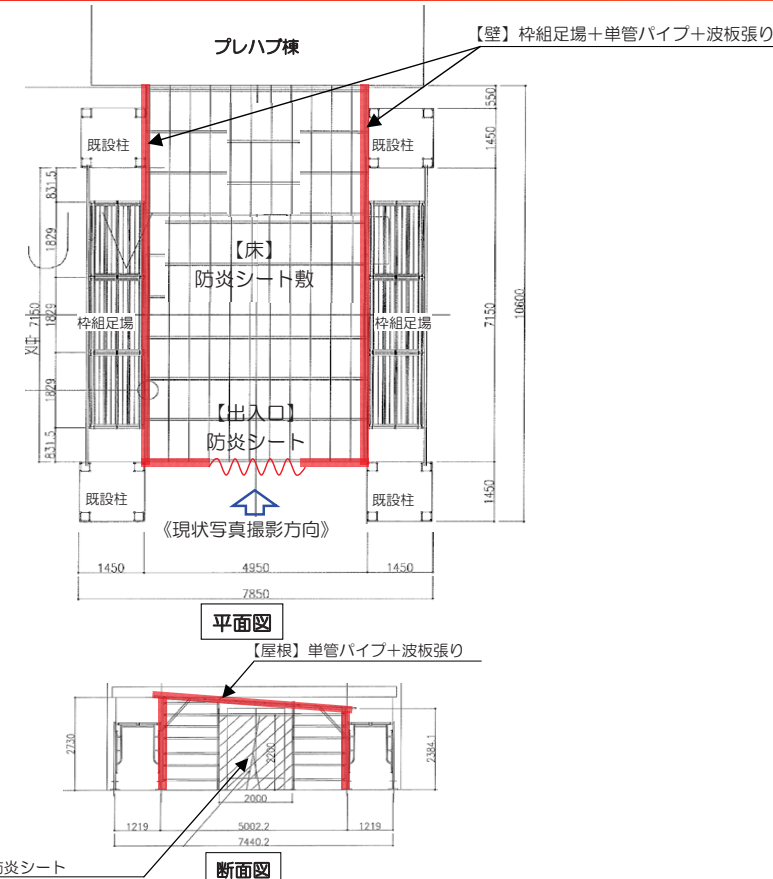 プレハブ棟
【壁】枠組足場+単管パイプ+波板張り
既設柱
既設柱
550
1450
831.5
1829
1829
1829
831.5
7150
【床】
防炎シート敷
枠組足場
枠組足場
7150
10600
【出入口】
防炎シート
既設柱
既設柱
1450
《現状写真撮影方向》
1450
4950
1450
7850
平面図
【屋根】単管パイプ+波板張り
2730
2200
2384.1
2000
1219
5002.2
1219
7440.2
防炎シート
断面図